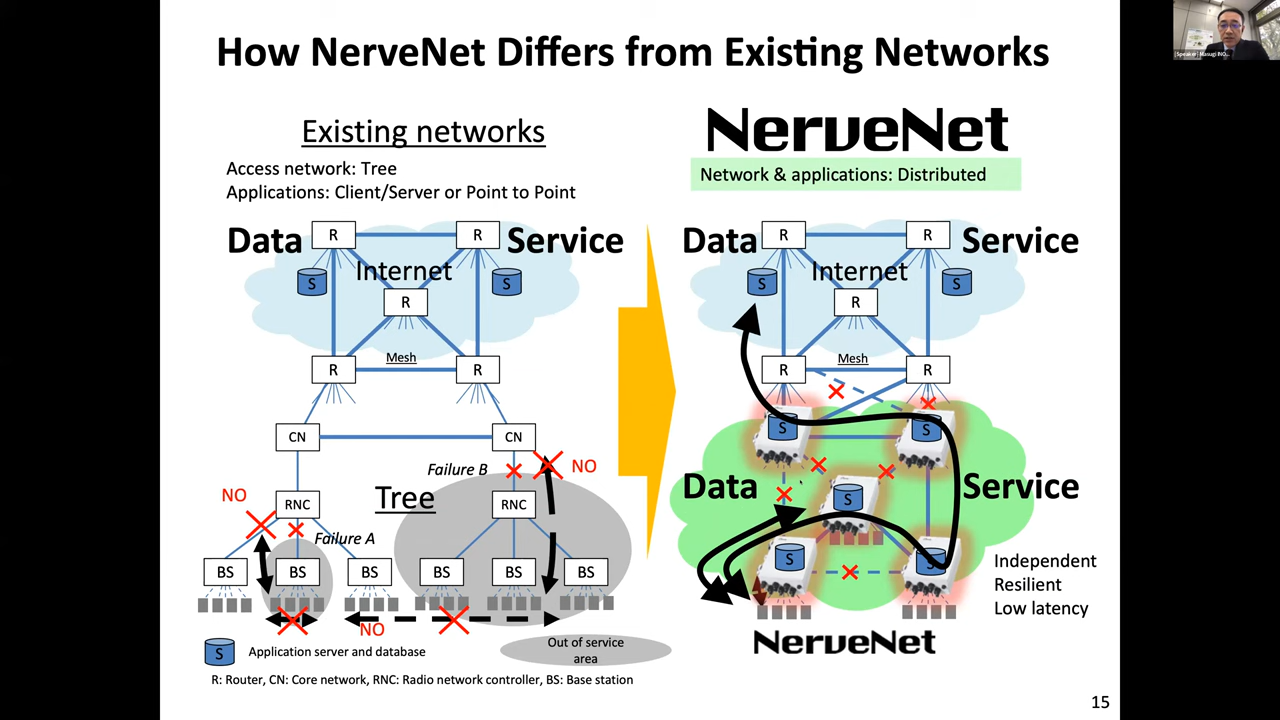 How NerveNet Differs from Existing Networks
Existing networks
Access network: Tree
Applications: Client/Server or Point to Point
Data
R
R
Service
S
Internet
S
R
R
Mesh
R
CN
CN
Failure B
NO
NO
RNC
Tree
RNC
Failure A
BS
BS
BS
BS
BS
BS
NO
S
Application server and database
Out of service
area
R: Router, CN: Core network, RNC: Radio network controller, BS: Base station
NerveNet
Network & applications: Distributed
Data
R
R
Service
S
Internet
S
R
R
Mesh
R
S
S
Data
S
Service
S
S
Independent
Resilient
Low latency
NerveNet
15